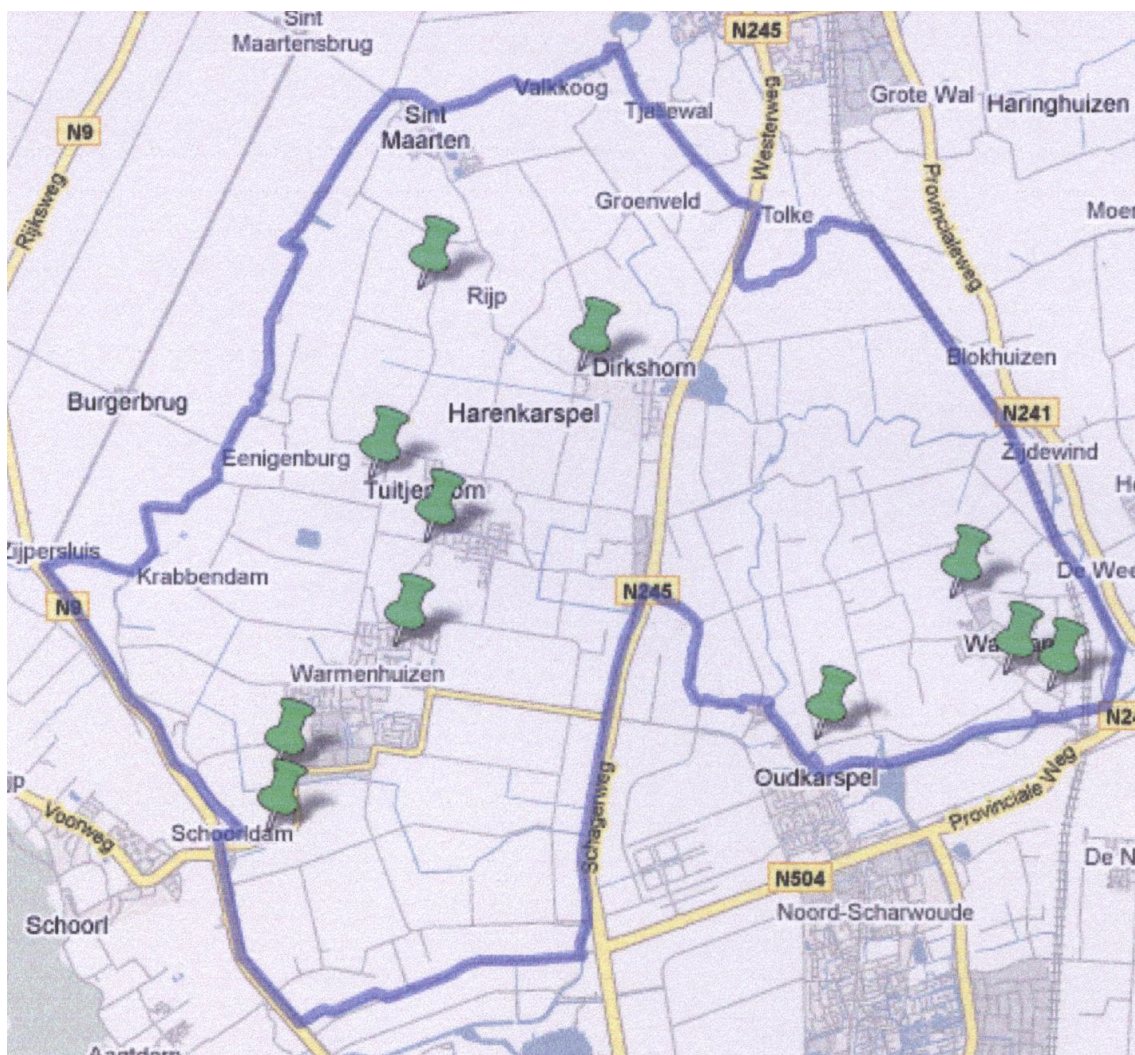 Sint
Maartensbrug
N245
Grote Wal
Haringhuizen
Valkkoog
Tjallewal
Sint
Maarten
N9
Rijksweg
Westerweg
Provincialeweg
Groenveld
Tolke
Rijp
Dirkshorn
Blokhuizen
Burgerbrug
Harenkarspel
N241
Zijdewind
Eenigenburg
Zijpersluis
Krabbendam
N9
N245
Warmenhuizen
Schoorldam
Voorweg
Schagerweg
Oudkarspel
Provinciale Weg
N504
Noord-Scharwoude
Schoorl